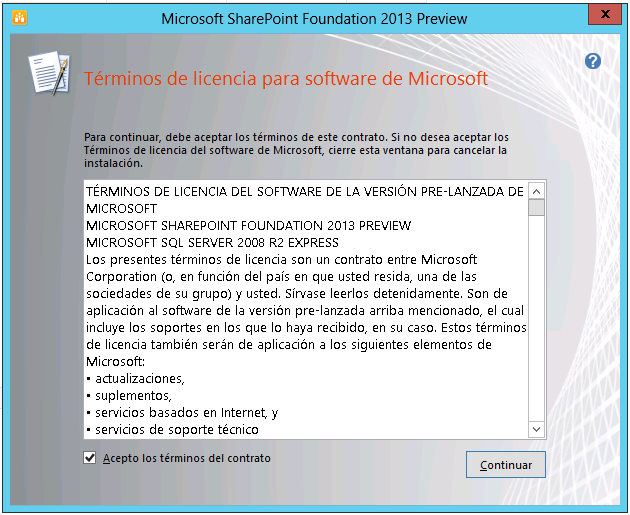 Microsoft SharePoint Foundation 2013 Preview
x
Términos de licencia para software de Microsoft
?
Para continuar, debe aceptar los términos de este contrato. Si no desea aceptar los
Términos de licencia del software de Microsoft, cierre esta ventana para cancelar la
instalación.
TÉRMINOS DE LICENCIA DEL SOFTWARE DE LA VERSIÓN PRE-LANZADA DE
MICROSOFT
MICROSOFT SHAREPOINT FOUNDATION 2013 PREVIEW
MICROSOFT SQL SERVER 2008 R2 EXPRESS
Los presentes términos de licencia son un contrato entre Microsoft
Corporation (o, en función del país en que usted resida, una de las
sociedades de su grupo) y usted. Sírvase leerlos detenidamente. Son de
aplicación al software de la versión pre-lanzada arriba mencionado, el cual
incluye los soportes en los que lo haya recibido, en su caso. Estos términos
de licencia también serán de aplicación a los siguientes elementos de
Microsoft:
• actualizaciones,
• suplementos,
• servicios basados en Internet, y
• servicios de soporte técnico
Acepto los términos del contrato
Continuar